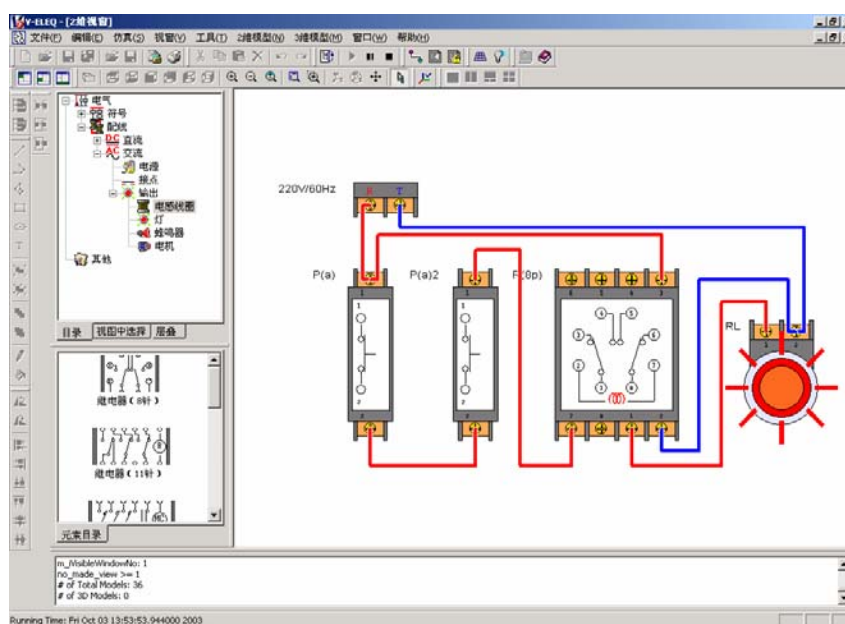 V-ELEQ - [2维视窗]
文件(F) 编辑(E) 仿真(S) 视窗(V) 工具(T) 2维模型(N) 3维模型(M) 窗口(W) 帮助(H)
电气
符号
配线
DC 直流
AC 交流
电源
接点
输出
电感线圈
灯
蜂鸣器
电机
其他
目录 视图中选择 层叠
继电器(8针)
继电器(11针)
元素目录
220V/60Hz
R T
P(a) P(a)2 R(8p)
RL
m_iVisibleWindowNo: 1
no_made_view >= 1
# of Total Models: 36
# of 3D Models: 0
Running Time: Fri Oct 03 13:53:53.944000 2003